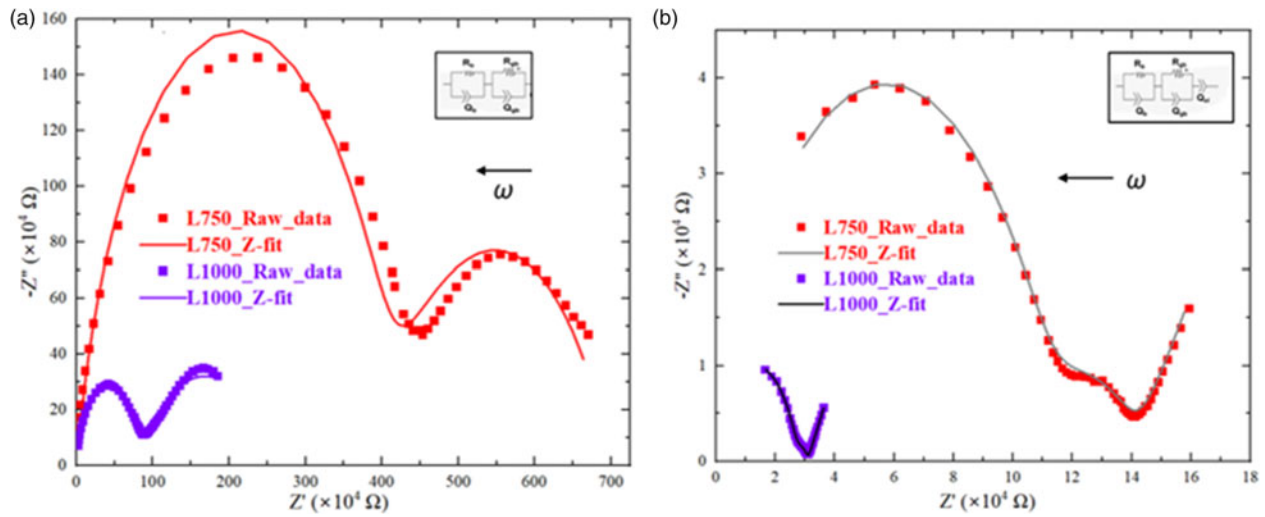 (a)
160
140
120
100
80
60
40
20
0
-Z'' (×10⁴ Ω)
ω
L750_Raw_data
L750_Z-fit
L1000_Raw_data
L1000_Z-fit
0 100 200 300 400 500 600 700
Z' (×10⁴ Ω)
(b)
4
3
2
1
0
-Z'' (×10⁴ Ω)
ω
L750_Raw_data
L750_Z-fit
L1000_Raw_data
L1000_Z-fit
0 2 4 6 8 10 12 14 16 18
Z' (×10⁴ Ω)